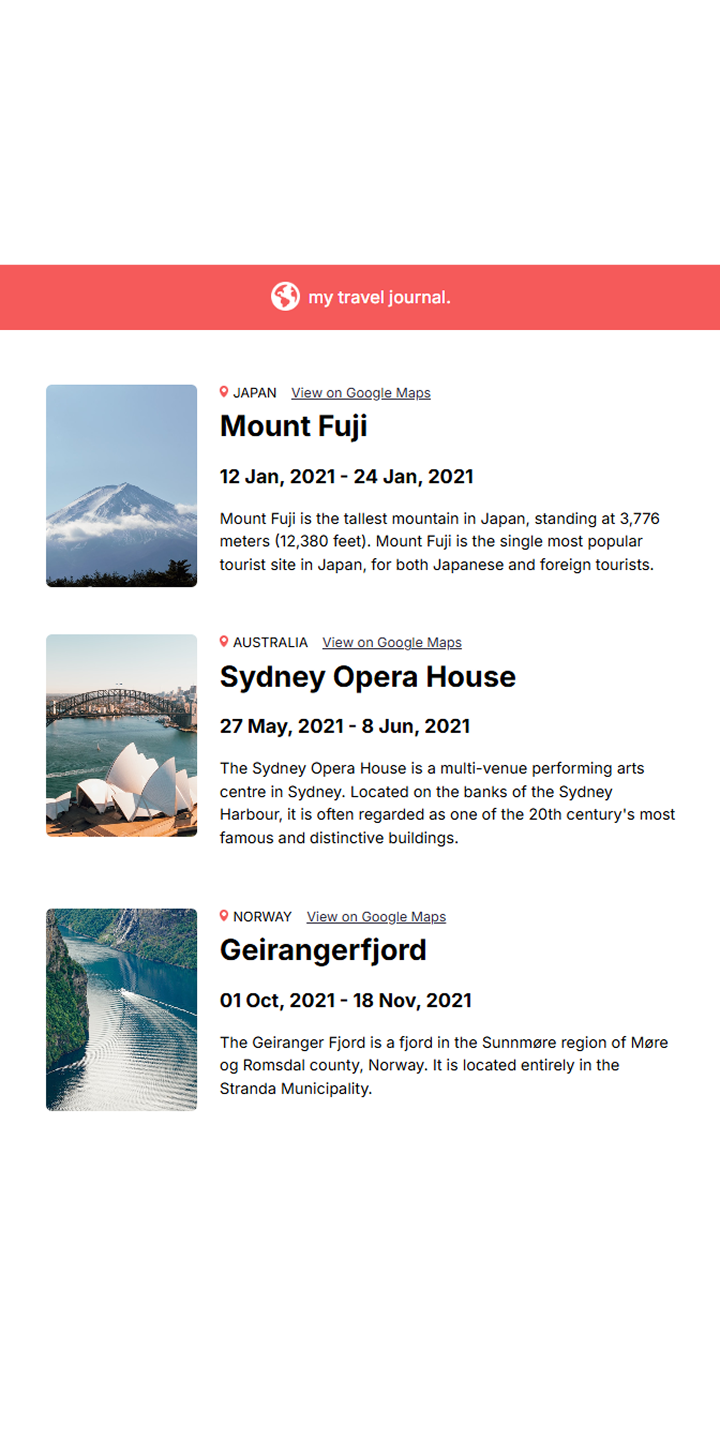 my travel journal.
JAPAN View on Google Maps
Mount Fuji
12 Jan, 2021 - 24 Jan, 2021
Mount Fuji is the tallest mountain in Japan, standing at 3,776
meters (12,380 feet). Mount Fuji is the single most popular
tourist site in Japan, for both Japanese and foreign tourists.
AUSTRALIA View on Google Maps
Sydney Opera House
27 May, 2021 - 8 Jun, 2021
The Sydney Opera House is a multi-venue performing arts
centre in Sydney. Located on the banks of the Sydney
Harbour, it is often regarded as one of the 20th century's most
famous and distinctive buildings.
NORWAY View on Google Maps
Geirangerfjord
01 Oct, 2021 - 18 Nov, 2021
The Geiranger Fjord is a fjord in the Sunnmøre region of Møre
og Romsdal county, Norway. It is located entirely in the
Stranda Municipality.